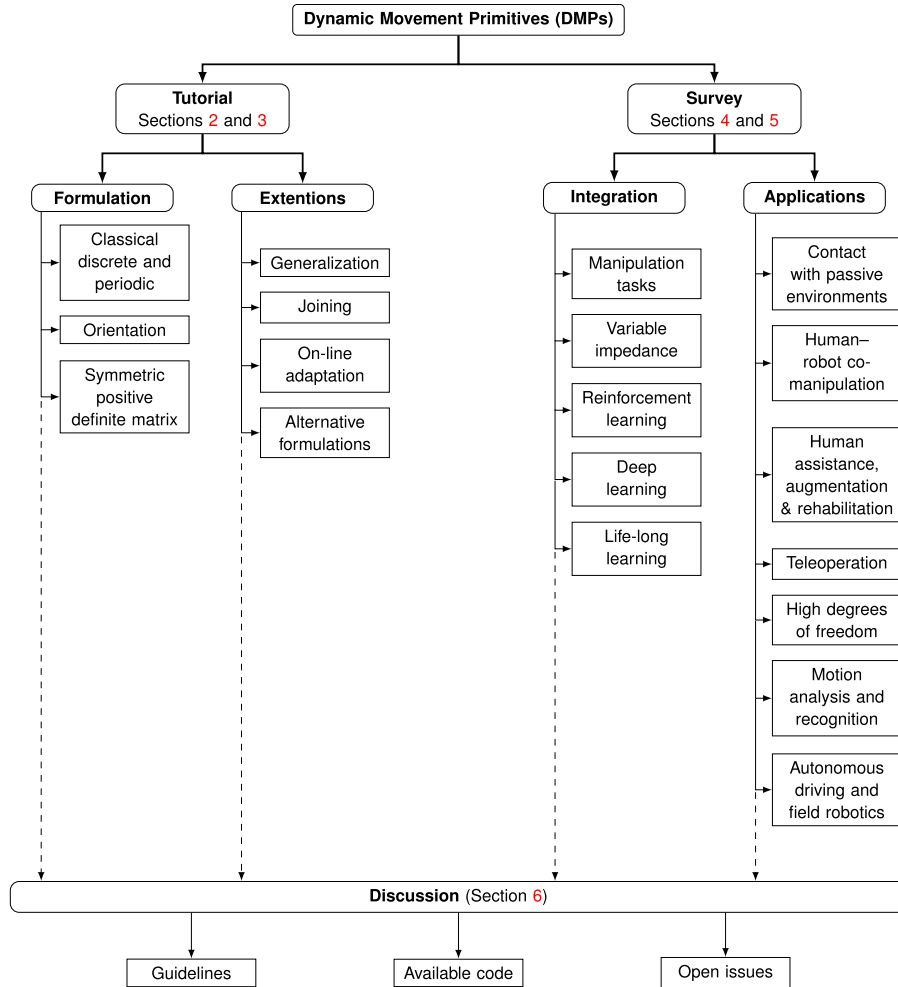 Dynamic Movement Primitives (DMPs)
Tutorial
Sections 2 and 3
Survey
Sections 4 and 5
Formulation
Extentions
Integration
Applications
Classical
discrete and
periodic
Orientation
Symmetric
positive
definite matrix
Generalization
Joining
On-line
adaptation
Alternative
formulations
Manipulation
tasks
Variable
impedance
Reinforcement
learning
Deep
learning
Life-long
learning
Contact
with passive
environments
Human–
robot co-
manipulation
Human
assistance,
augmentation
& rehabilitation
Teleoperation
High degrees
of freedom
Motion
analysis and
recognition
Autonomous
driving and
field robotics
Discussion (Section 6)
Guidelines
Available code
Open issues